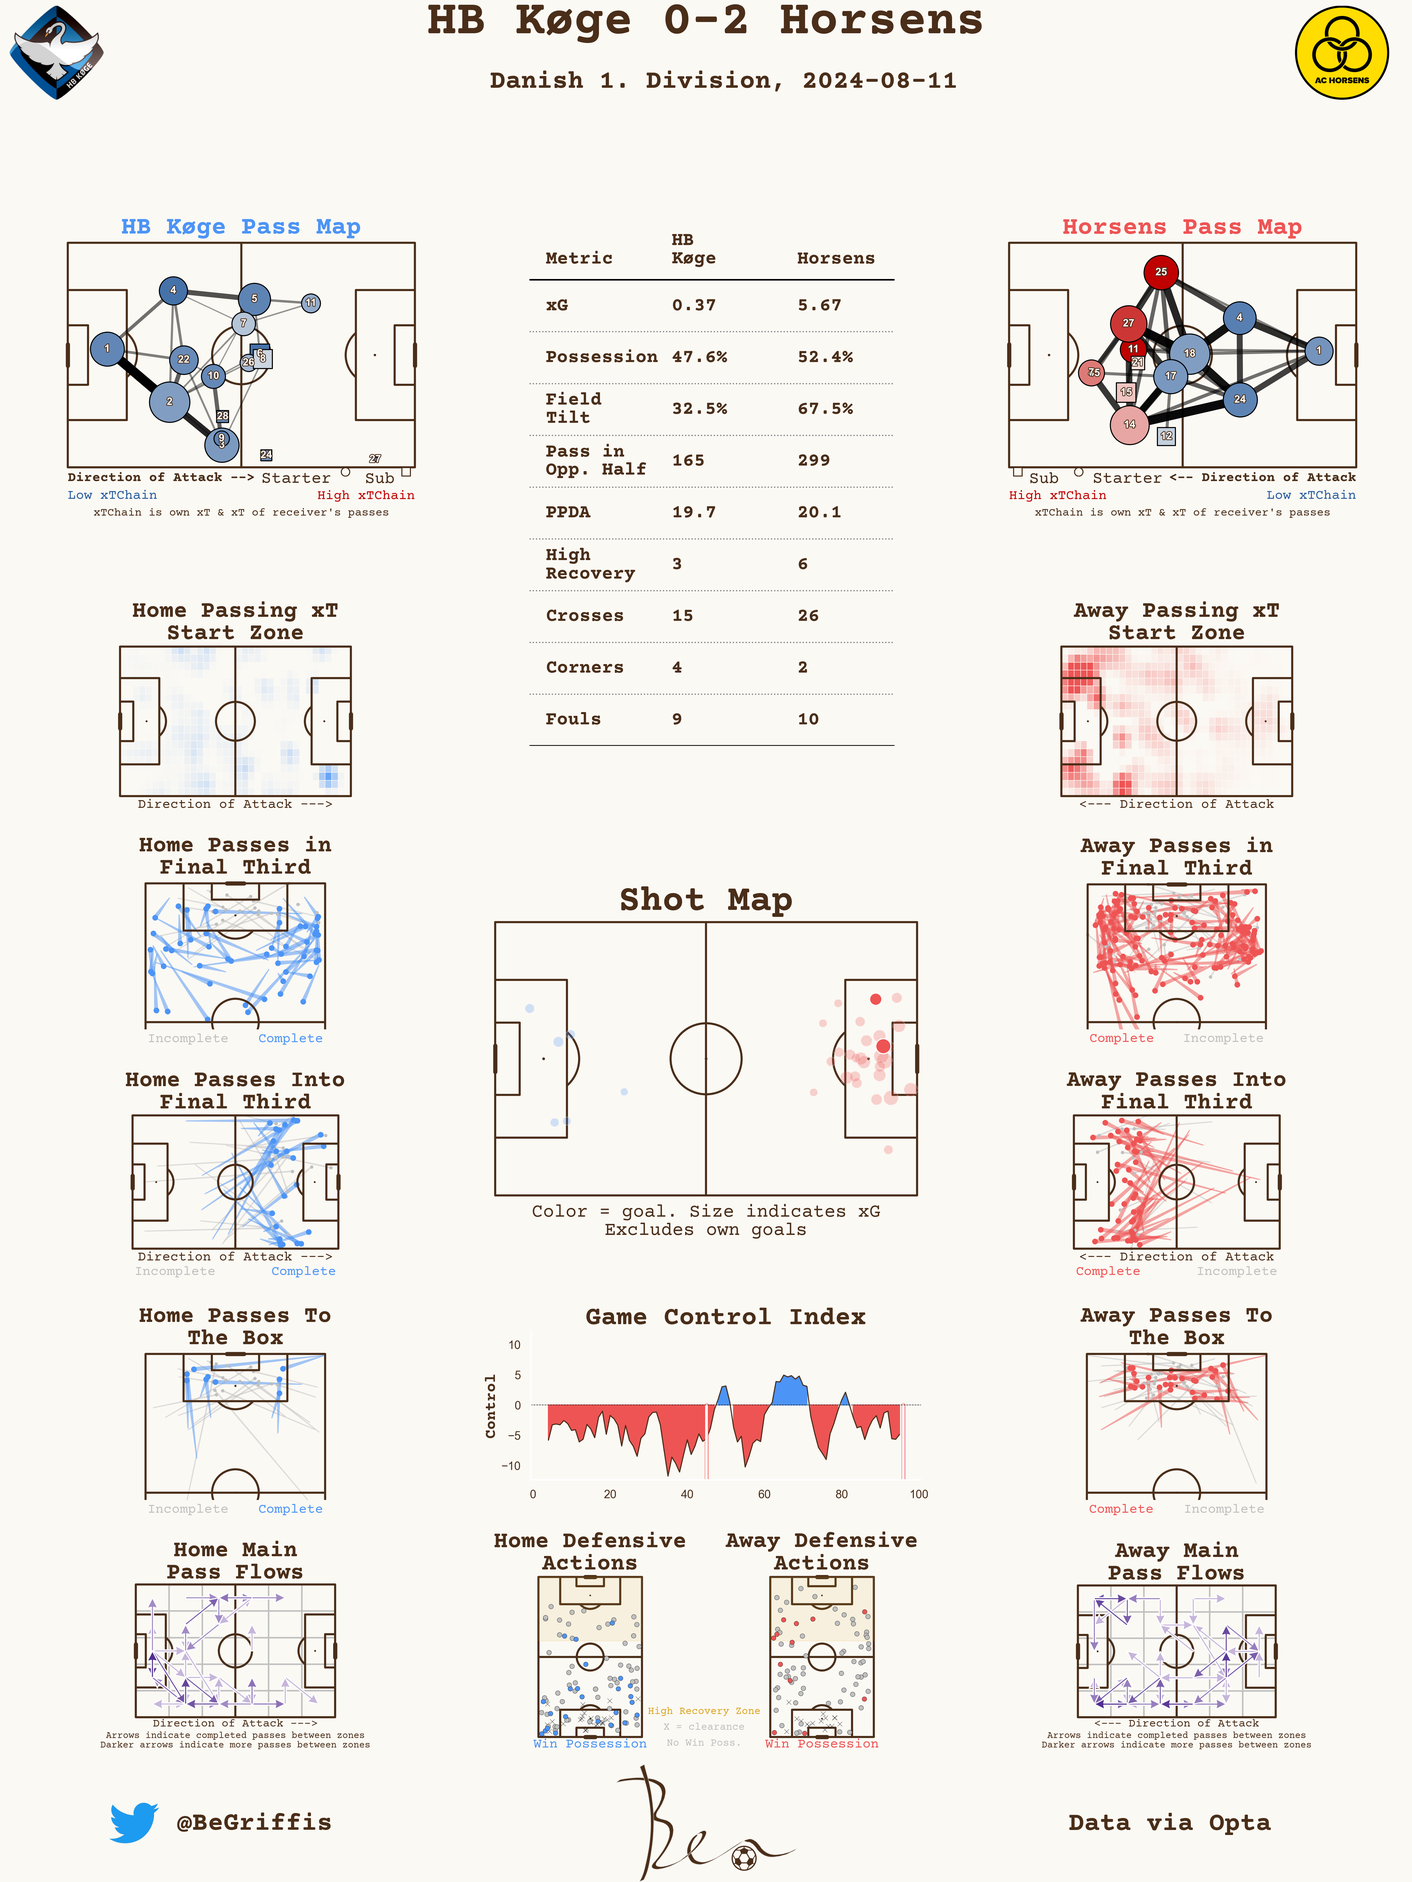 HB Køge 0-2 Horsens
Danish 1. Division, 2024-08-11
HB KØGE
AC HORSENS
HB Køge Pass Map
1
4
5
11
7
22
26
6
8
10
2
28
9
3
24
27
Direction of Attack --> Starter Sub
Low xTChain High xTChain
xTChain is own xT & xT of receiver's passes
Metric HB Køge Horsens
xG 0.37 5.67
Possession 47.6% 52.4%
Field Tilt 32.5% 67.5%
Pass in Opp. Half 165 299
PPDA 19.7 20.1
High Recovery 3 6
Crosses 15 26
Corners 4 2
Fouls 9 10
Horsens Pass Map
25
27
4
11
18
1
21
75
17
15
24
14
12
Sub Starter <-- Direction of Attack
High xTChain Low xTChain
xTChain is own xT & xT of receiver's passes
Home Passing xT
Start Zone
Direction of Attack --->
Away Passing xT
Start Zone
<--- Direction of Attack
Home Passes in
Final Third
Incomplete Complete
Away Passes in
Final Third
Complete Incomplete
Shot Map
Color = goal. Size indicates xG
Excludes own goals
Home Passes Into
Final Third
Direction of Attack --->
Incomplete Complete
Away Passes Into
Final Third
<--- Direction of Attack
Complete Incomplete
Home Passes To
The Box
Incomplete Complete
Game Control Index
Control
10
5
0
−5
−10
0 20 40 60 80 100
Away Passes To
The Box
Complete Incomplete
Home Main
Pass Flows
Direction of Attack --->
Arrows indicate completed passes between zones
Darker arrows indicate more passes between zones
Home Defensive
Actions
Win Possession
High Recovery Zone
X = clearance
No Win Poss.
Away Defensive
Actions
Win Possession
Away Main
Pass Flows
<--- Direction of Attack
Arrows indicate completed passes between zones
Darker arrows indicate more passes between zones
@BeGriffis
Ben
Data via Opta